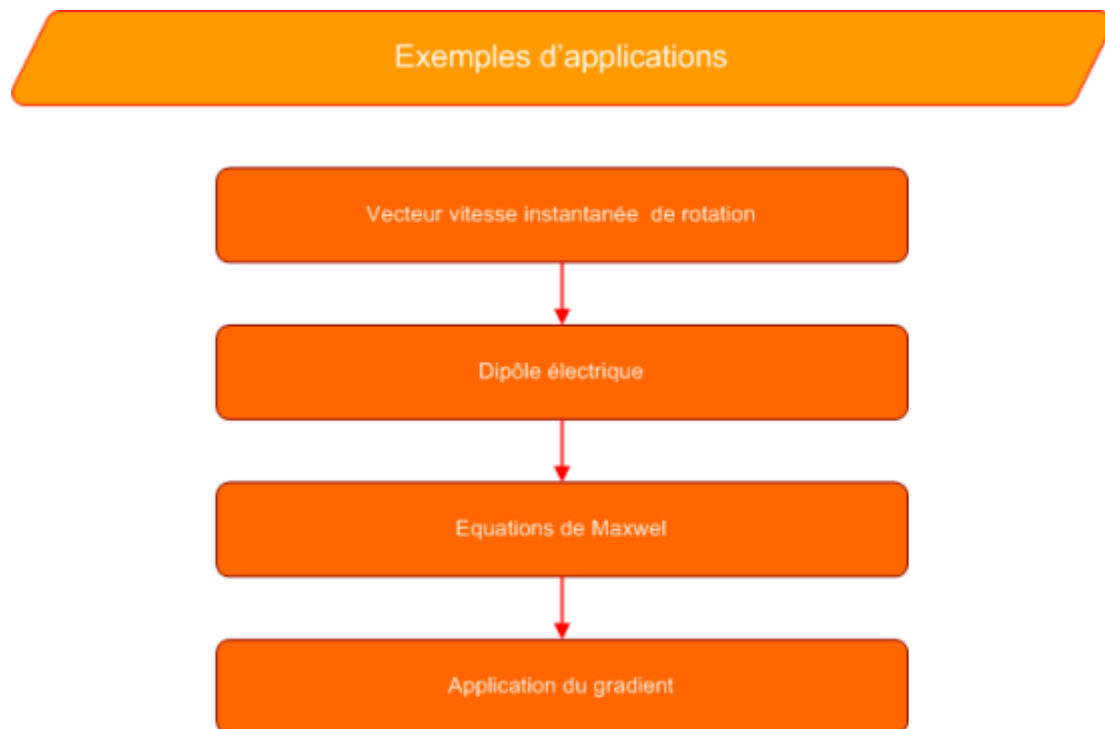 Exemples d’applications
Vecteur vitesse instantanée de rotation
Dipôle électrique
Equations de Maxwel
Application du gradient